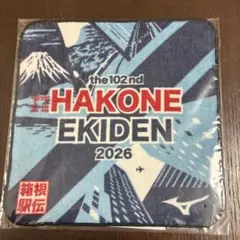 the 102nd
HAKONE
EKIDEN
2026
箱根
駅伝